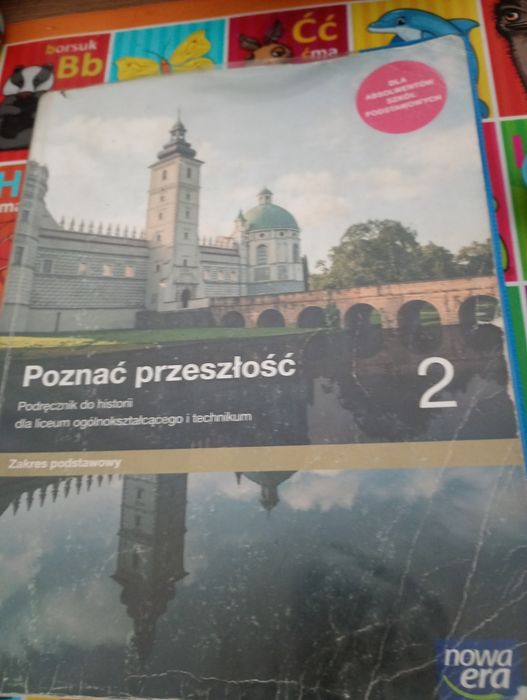 borsuk
Bb
Ćć
ćma
H
DLA
ABSOLWENTÓW
SZKÓŁ
PODSTAWOWYCH
Poznać przeszłość
2
Podręcznik do historii
dla liceum ogólnokształcącego i technikum
Zakres podstawowy
nowa
era